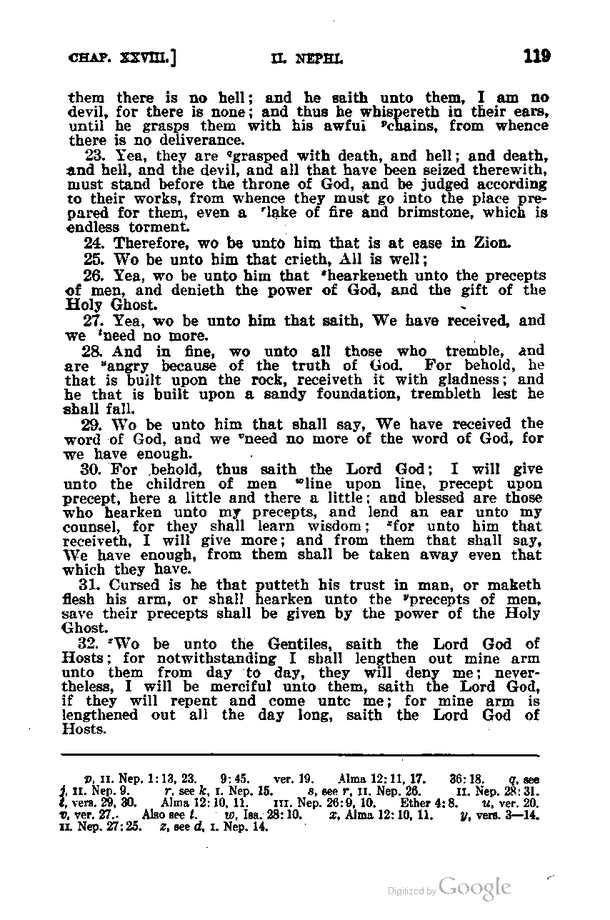 CHAP. XXVIII.] II. NEPHI. 119
them there is no hell; and he saith unto them, I am no
devil, for there is none; and thus he whispereth in their ears,
until he grasps them with his awful ᵖchains, from whence
there is no deliverance.
23. Yea, they are ᵠgrasped with death, and hell; and death,
and hell, and the devil, and all that have been seized therewith,
must stand before the throne of God, and be judged according
to their works, from whence they must go into the place pre-
pared for them, even a ʳlake of fire and brimstone, which is
endless torment.
24. Therefore, wo be unto him that is at ease in Zion.
25. Wo be unto him that crieth, All is well;
26. Yea, wo be unto him that ˢhearkeneth unto the precepts
of men, and denieth the power of God, and the gift of the
Holy Ghost.
27. Yea, wo be unto him that saith, We have received, and
we ᵗneed no more.
28. And in fine, wo unto all those who tremble, and
are ᵘangry because of the truth of God. For behold, he
that is built upon the rock, receiveth it with gladness; and
he that is built upon a sandy foundation, trembleth lest he
shall fall.
29. Wo be unto him that shall say, We have received the
word of God, and we ᵛneed no more of the word of God, for
we have enough.
30. For behold, thus saith the Lord God; I will give
unto the children of men ʷline upon line, precept upon
precept, here a little and there a little; and blessed are those
who hearken unto my precepts, and lend an ear unto my
counsel, for they shall learn wisdom; ˣfor unto him that
receiveth, I will give more; and from them that shall say,
We have enough, from them shall be taken away even that
which they have.
31. Cursed is he that putteth his trust in man, or maketh
flesh his arm, or shall hearken unto the ʸprecepts of men,
save their precepts shall be given by the power of the Holy
Ghost.
32. ᶻWo be unto the Gentiles, saith the Lord God of
Hosts; for notwithstanding I shall lengthen out mine arm
unto them from day to day, they will deny me; never-
theless, I will be merciful unto them, saith the Lord God,
if they will repent and come unto me; for mine arm is
lengthened out all the day long, saith the Lord God of
Hosts.
p, II. Nep. 1:13, 23. 9:45. ver. 19. Alma 12:11, 17. 36:18. q, see
j, II. Nep. 9. r, see k, I. Nep. 15. s, see r, II. Nep. 26. II. Nep. 28:31.
t, vers. 29, 30. Alma 12:10, 11. III. Nep. 26:9, 10. Ether 4:8. u, ver. 20.
v, ver. 27. Also see t. w, Isa. 28:10. x, Alma 12:10, 11. y, vers. 3—14.
II. Nep. 27:25. z, see d, I. Nep. 14.
Digitized by Google